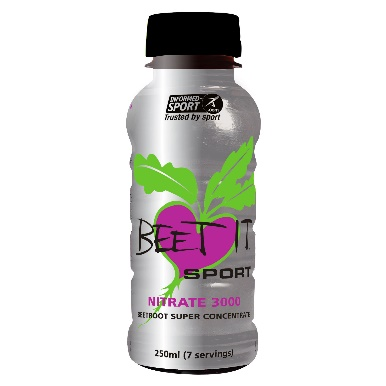 INFORMED-
SPORT
Trusted by sport
BEET IT
SPORT
NITRATE 3000
BEETROOT SUPER CONCENTRATE
250ml (7 servings)